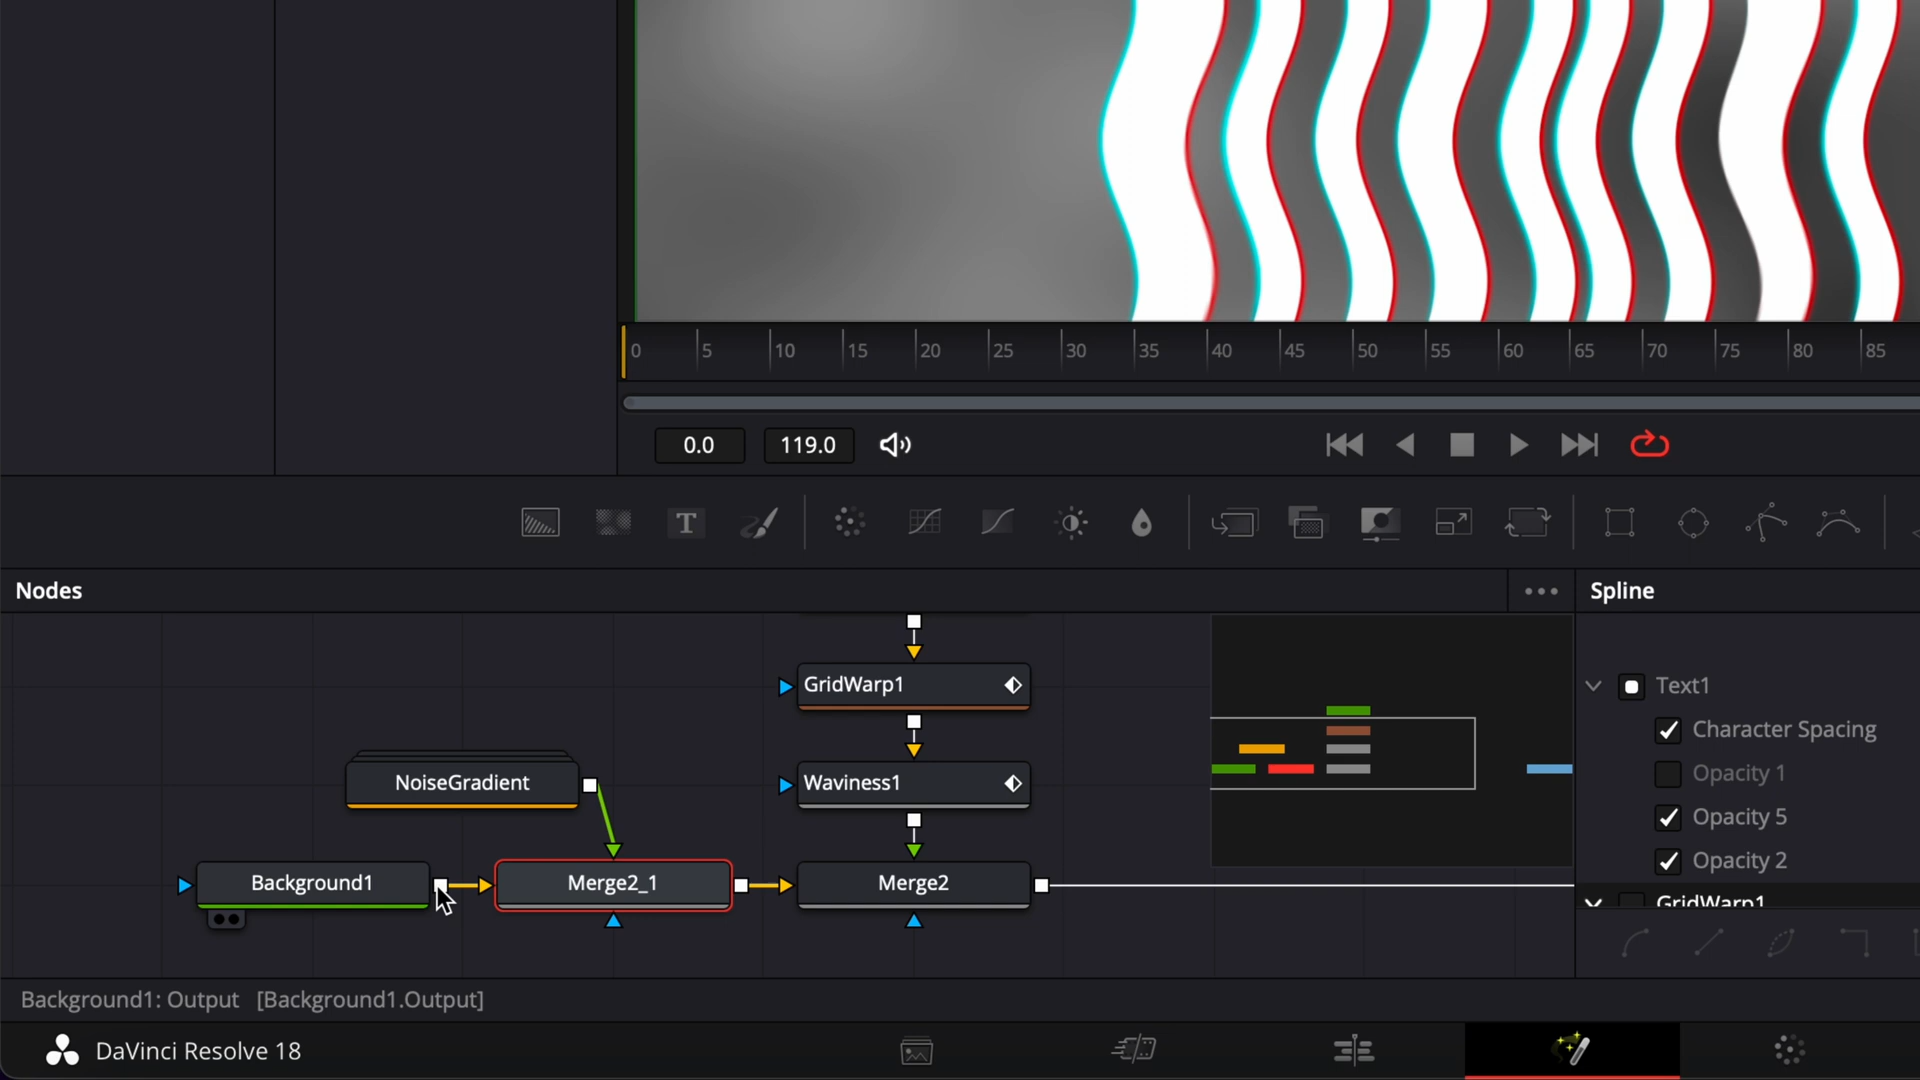 0 5 10 15 20 25 30 35 40 45 50 55 60 65 70 75 80 85
0.0 119.0
T
Nodes
Spline
GridWarp1
Text1
Character Spacing
NoiseGradient
Waviness1
Opacity 1
Opacity 5
Opacity 2
Background1
Merge2_1
Merge2
GridWarp1
Background1: Output [Background1.Output]
DaVinci Resolve 18